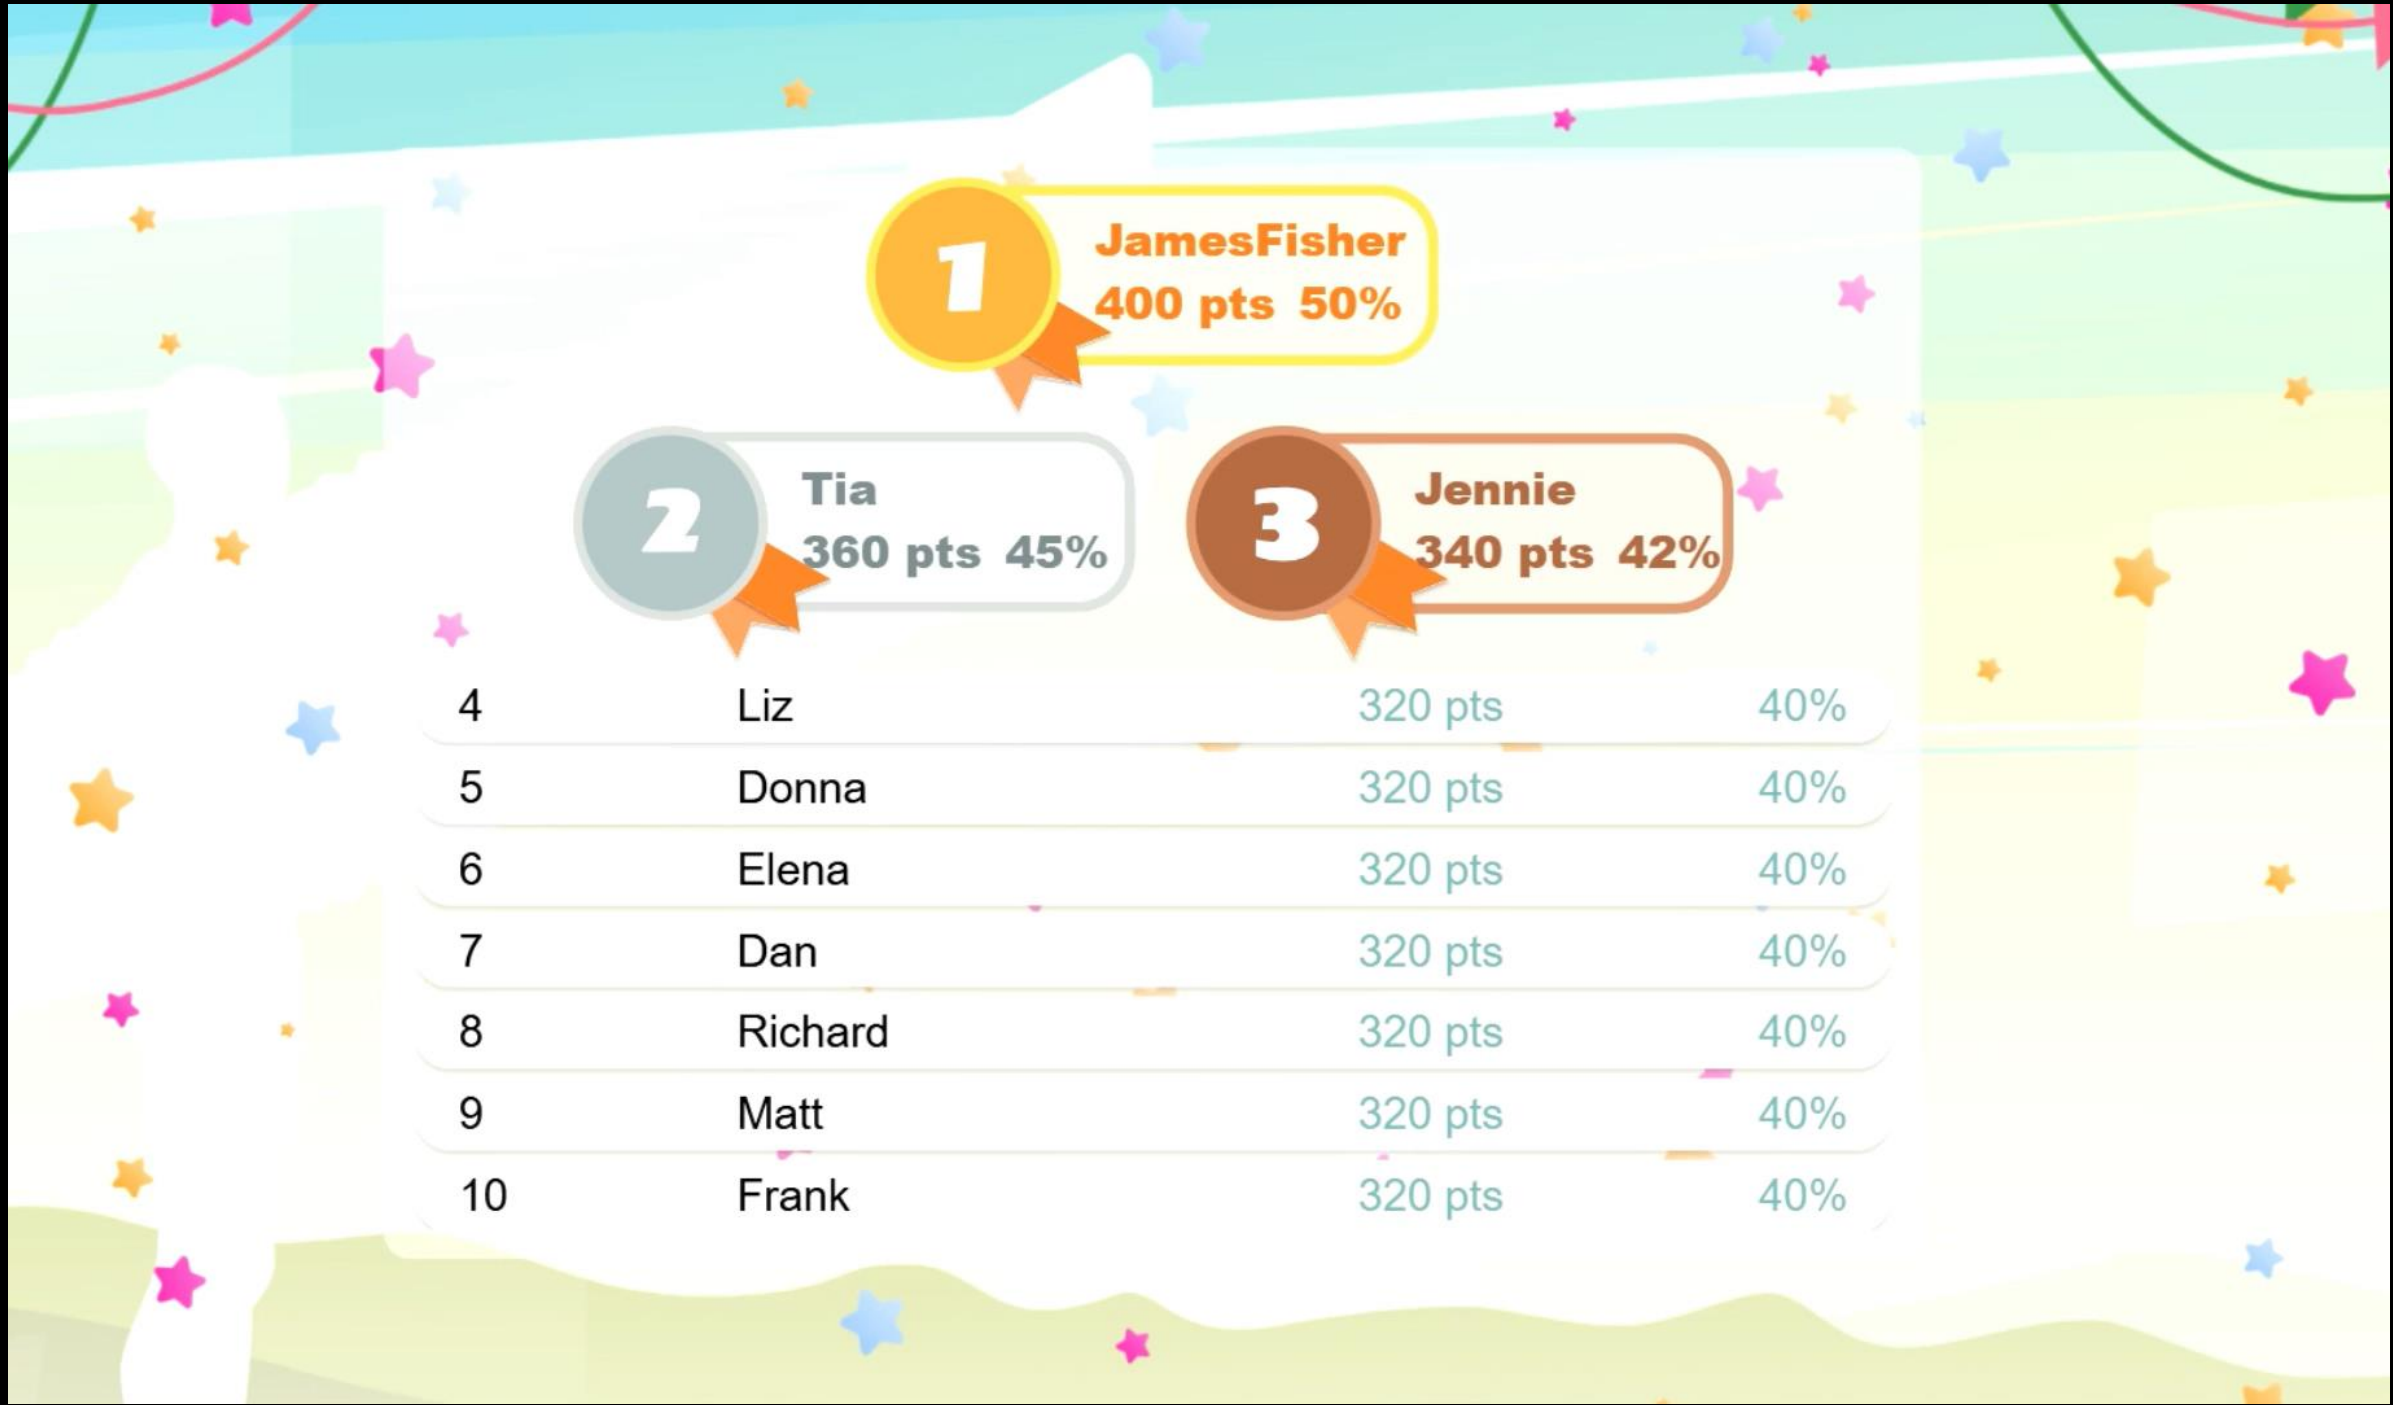 1
JamesFisher
400 pts 50%
2
Tia
360 pts 45%
3
Jennie
340 pts 42%
4 Liz 320 pts 40%
5 Donna 320 pts 40%
6 Elena 320 pts 40%
7 Dan 320 pts 40%
8 Richard 320 pts 40%
9 Matt 320 pts 40%
10 Frank 320 pts 40%